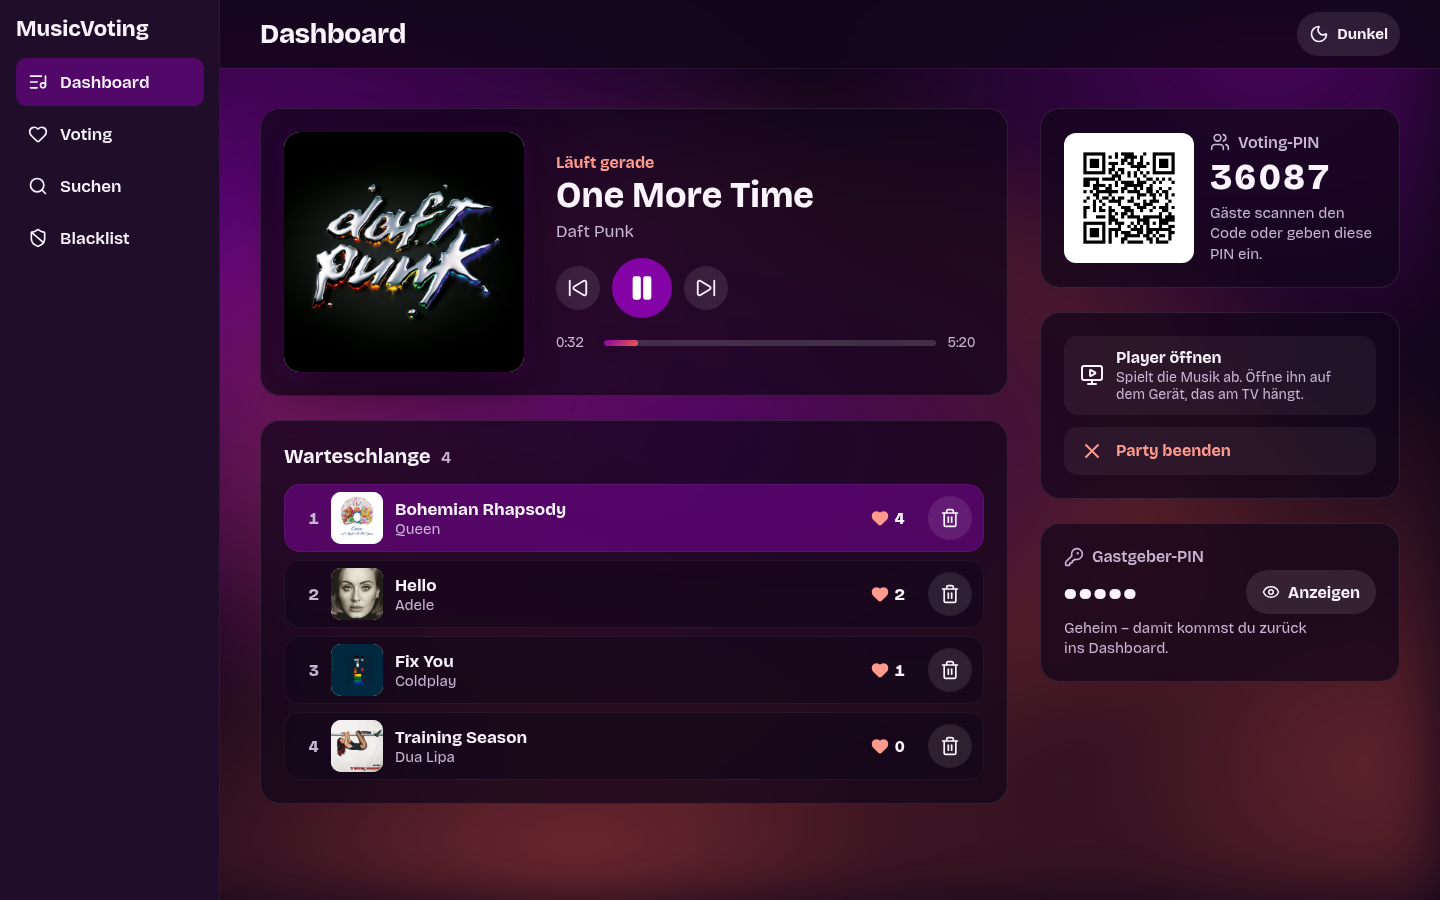 MusicVoting
Dashboard
Voting
Suchen
Blacklist
Dashboard
Dunkel
daft
punk
Läuft gerade
One More Time
Daft Punk
0:32
5:20
Warteschlange 4
1
Bohemian Rhapsody
Queen
4
2
Hello
Adele
2
3
Fix You
Coldplay
1
4
Training Season
Dua Lipa
0
Voting-PIN
36087
Gäste scannen den
Code oder geben diese
PIN ein.
Player öffnen
Spielt die Musik ab. Öffne ihn auf
dem Gerät, das am TV hängt.
Party beenden
Gastgeber-PIN
●●●●●
Anzeigen
Geheim – damit kommst du zurück
ins Dashboard.